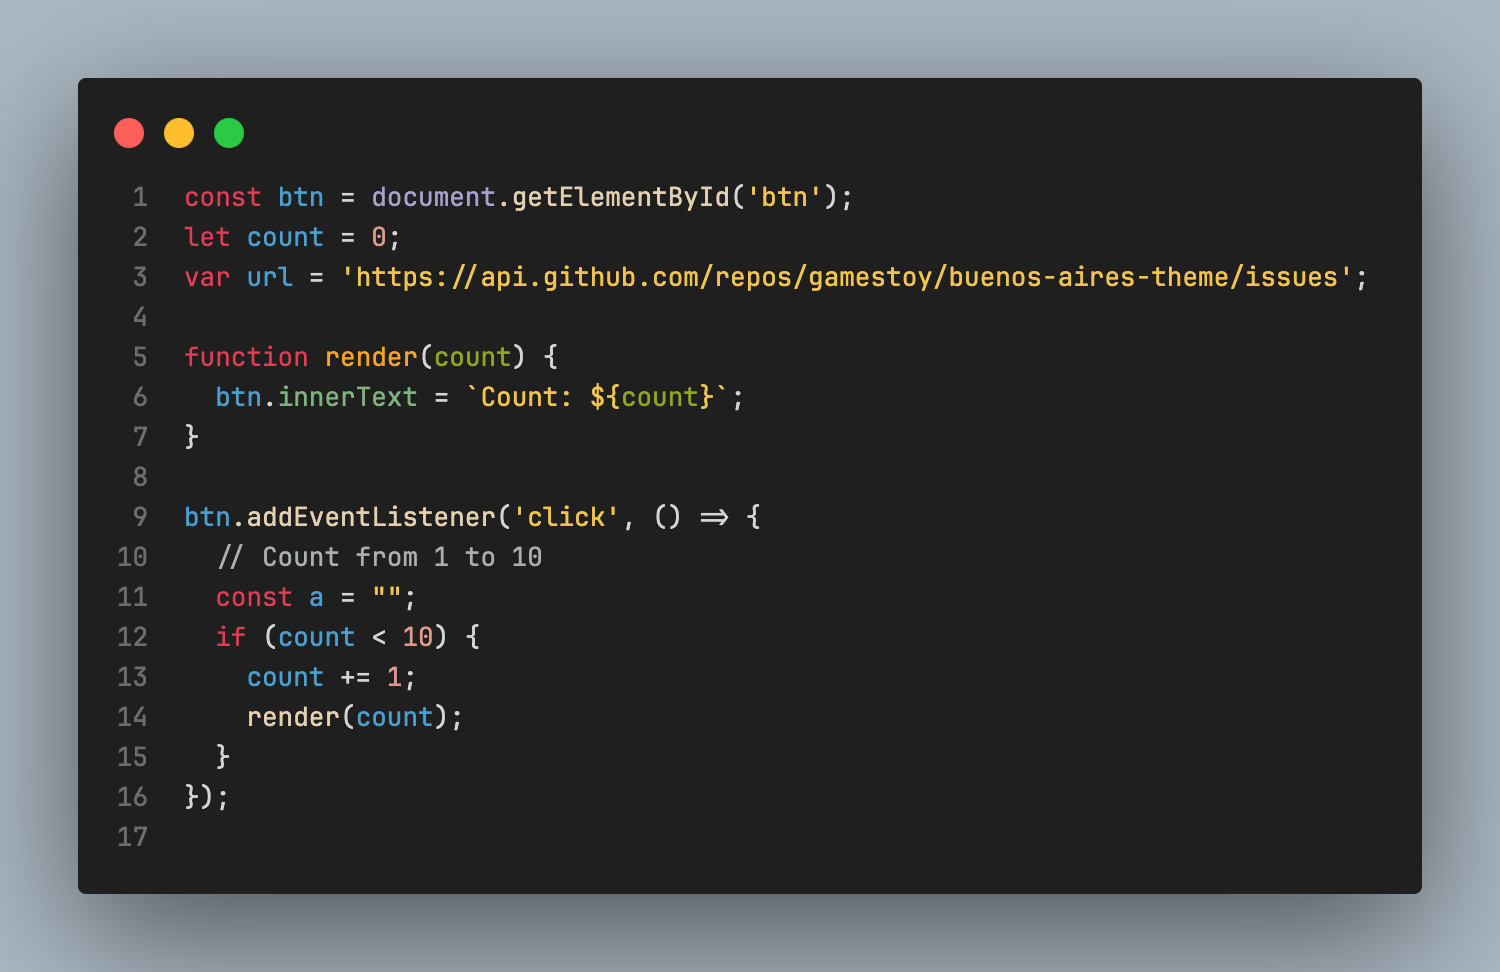 1 const btn = document.getElementById('btn');
2 let count = 0;
3 var url = 'https://api.github.com/repos/gamestoy/buenos-aires-theme/issues';
4
5 function render(count) {
6   btn.innerText = `Count: ${count}`;
7 }
8
9 btn.addEventListener('click', () => {
10   // Count from 1 to 10
11   const a = "";
12   if (count < 10) {
13     count += 1;
14     render(count);
15   }
16 });
17